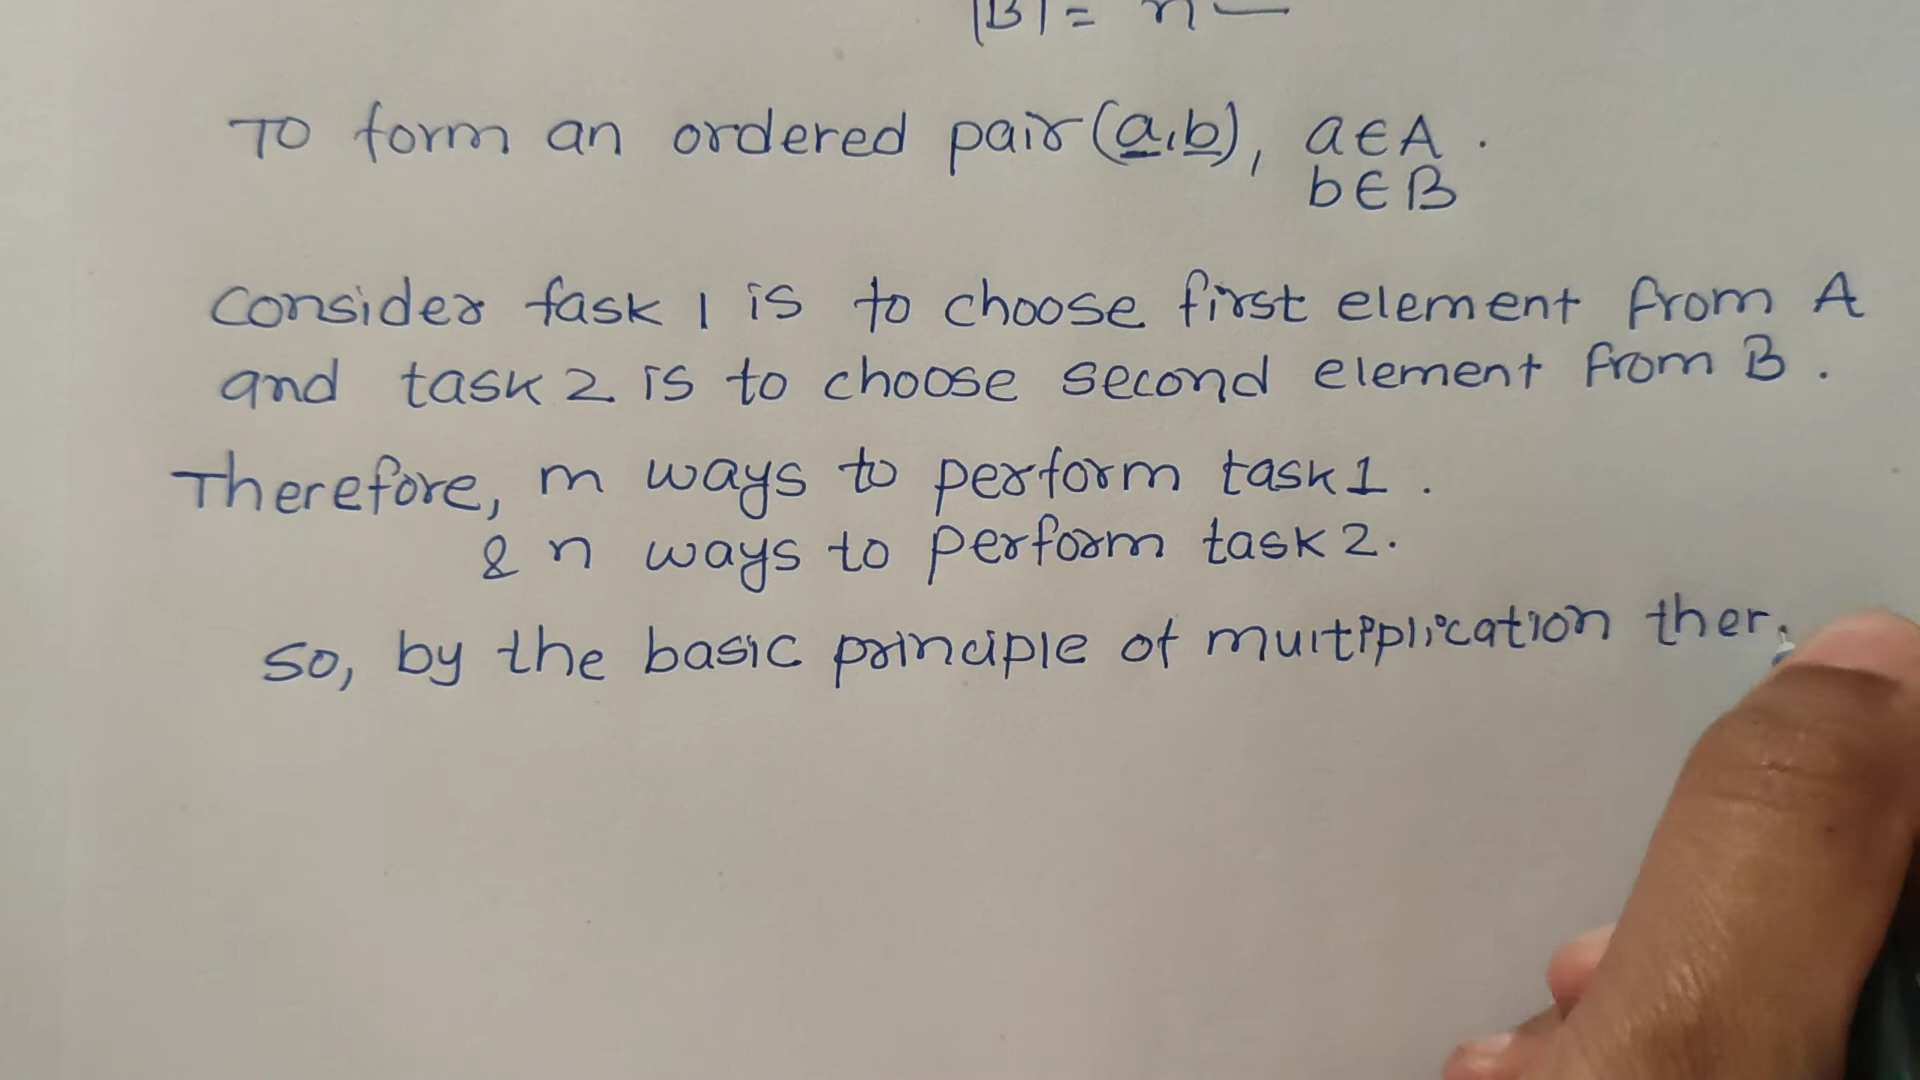 |B| = n
To form an ordered pair (a,b), a∈A .
b∈B
Consider task 1 is to choose first element from A
and task 2 is to choose second element from B .
Therefore, m ways to perform task 1 .
& n ways to perform task 2.
So, by the basic principle of multiplication ther